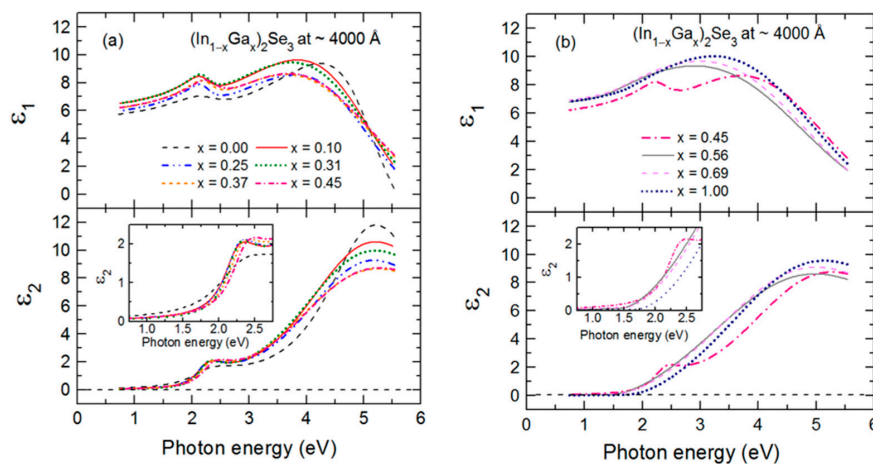 (a) (In1-xGax)2Se3 at ~ 4000 Å
12
10
8
6
4
2
0
ε1
x = 0.00 x = 0.10
x = 0.25 x = 0.31
x = 0.37 x = 0.45
12
10
8
6
4
2
0
ε2
2
1
0
ε2
1.0 1.5 2.0 2.5
Photon energy (eV)
0 1 2 3 4 5 6
Photon energy (eV)
(b) (In1-xGax)2Se3 at ~ 4000 Å
12
10
8
6
4
2
0
ε1
x = 0.45
x = 0.56
x = 0.69
x = 1.00
10
8
6
4
2
0
ε2
2
1
0
ε2
1.0 1.5 2.0 2.5
Photon energy (eV)
0 1 2 3 4 5 6
Photon energy (eV)